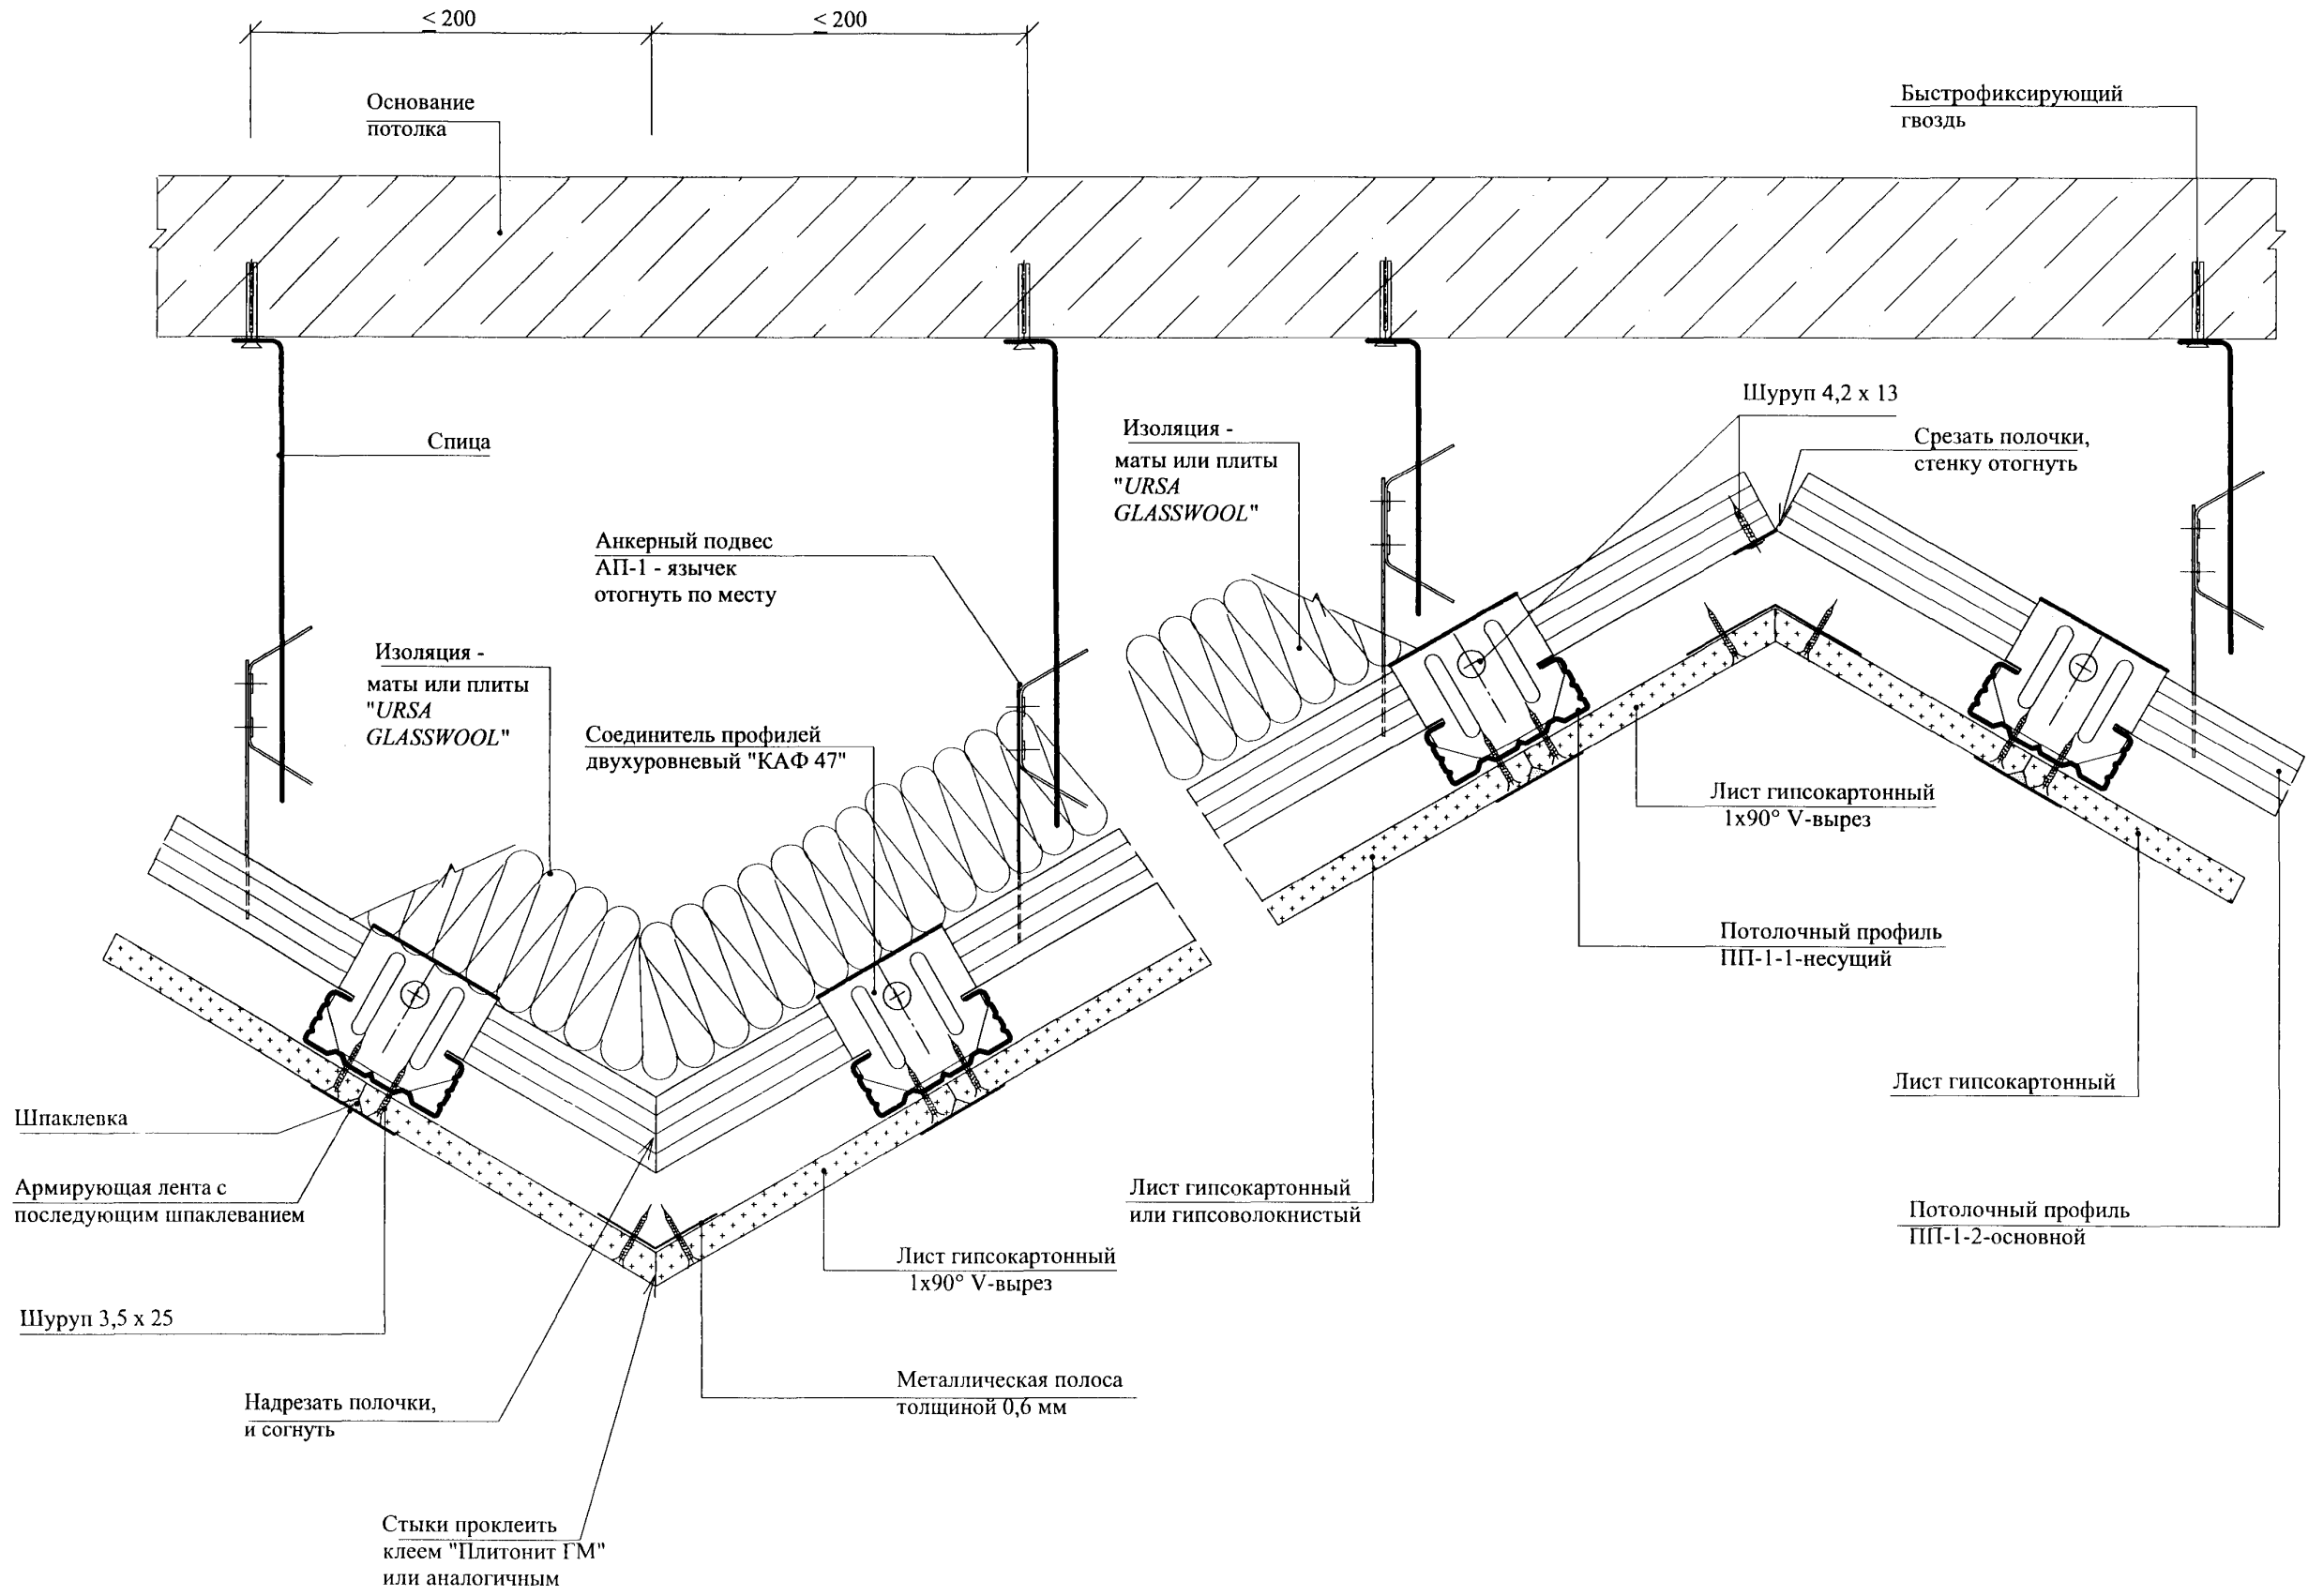 < 200
< 200
Основание
потолка
Быстрофиксирующий
гвоздь
Шуруп 4,2 x 13
Срезать полочки,
стенку отогнуть
Спица
Изоляция -
маты или плиты
"URSA
GLASSWOOL"
Анкерный подвес
АП-1 - язычек
отогнуть по месту
Изоляция -
маты или плиты
"URSA
GLASSWOOL"
Соединитель профилей
двухуровневый "КАФ 47"
Лист гипсокартонный
1x90° V-вырез
Потолочный профиль
ПП-1-1-несущий
Лист гипсокартонный
Шпаклевка
Армирующая лента с
последующим шпаклеванием
Лист гипсокартонный
или гипсоволокнистый
Потолочный профиль
ПП-1-2-основной
Лист гипсокартонный
1x90° V-вырез
Шуруп 3,5 x 25
Металлическая полоса
толщиной 0,6 мм
Надрезать полочки,
и согнуть
Стыки проклеить
клеем "Плитонит ГМ"
или аналогичным